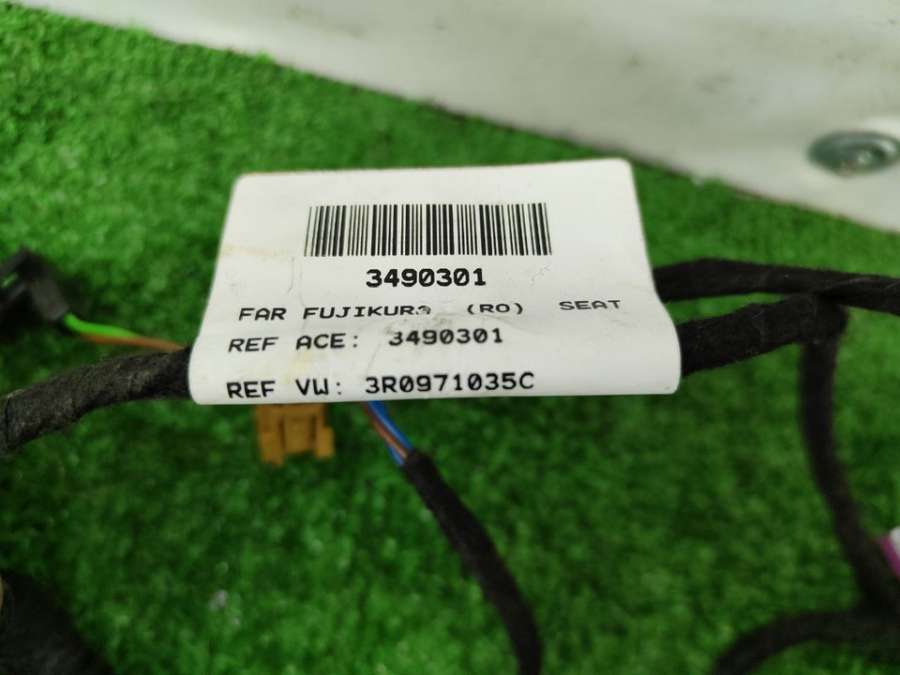 3490301
FAR FUJIKURA (RO) SEAT
REF ACE: 3490301
REF VW: 3R0971035C